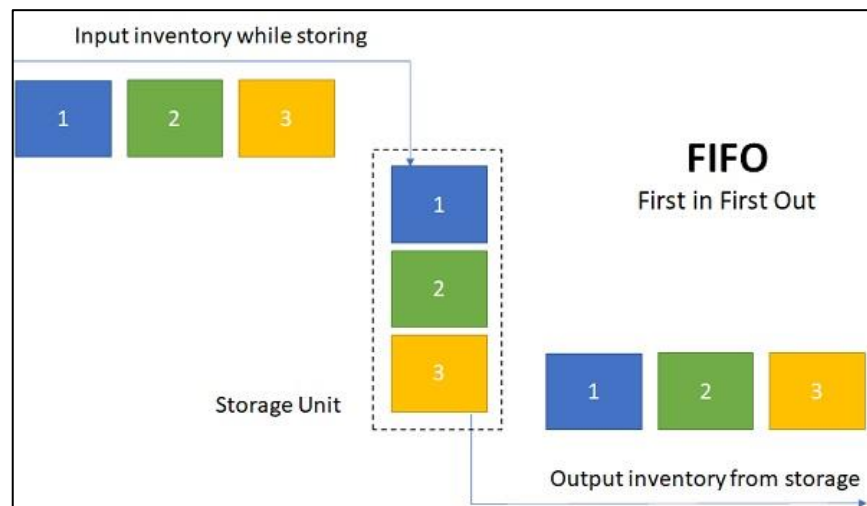 Input inventory while storing
1 2 3
FIFO
First in First Out
1
2
3
Storage Unit
1 2 3
Output inventory from storage